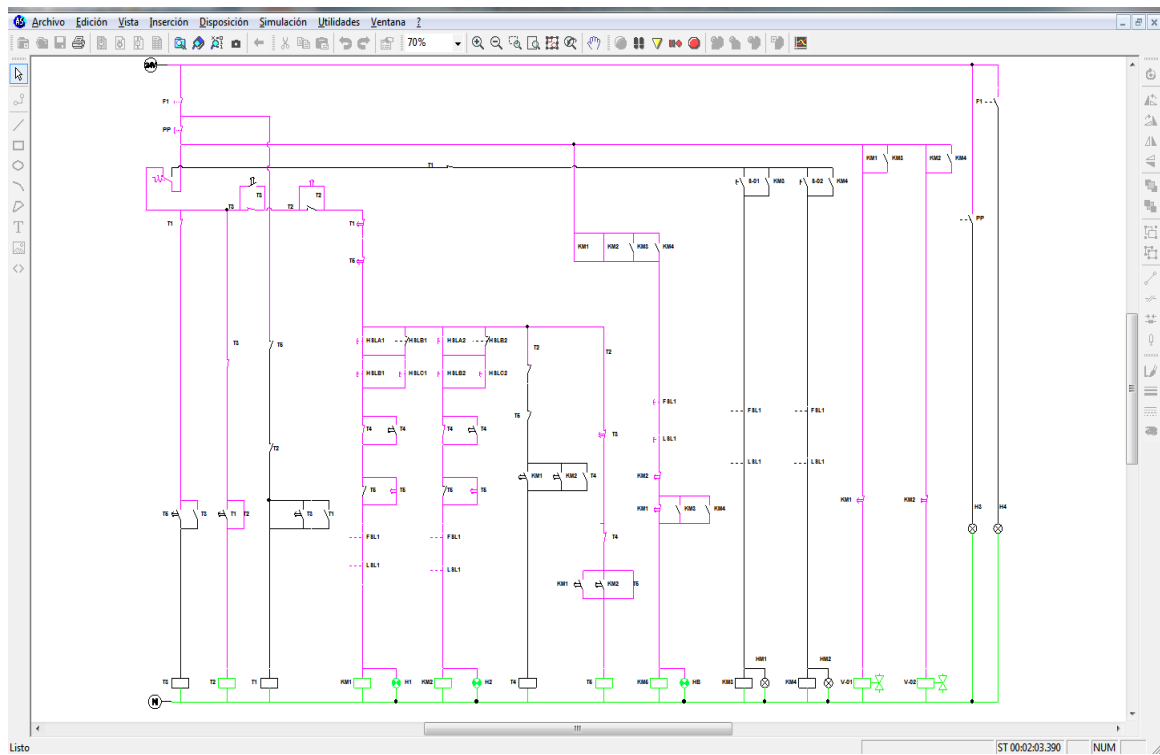 Archivo Edición Vista Inserción Disposición Simulación Utilidades Ventana ?
70%
24V
F1 F1
PP
KM1 KM3 KM2 KM4
T1
S-01 KM3 S-02 KM4
T3 T2
T3 T2
T1 T1
PP
KM1 KM2 KM3 KM4
T5
T3 T5
HSLA1 HSLB1 HSLA2 HSLB2
T2 T2
HSLB1 HSLC1 HSLB2 HSLC2
FSL1 FSL1 FSL1
T5
T4 T4 T4 T4 T3
T2
LSL1 LSL1 LSL1
KM1 KM2 T4 KM2
T5 T5 T5 T5
KM1 KM3 KM4 KM1 KM2
T5 T3 T1 T2 T3 T1 H3 H4
FSL1 FSL1 T4
LSL1 LSL1
KM1 KM2 T5
HM1 HM2
T3 T2 T1 KM1 H1 KM2 H2 T4 T5 KM5 KM3 KM4 V-01 V-02
N
Listo ST 00:02:03.390 NUM